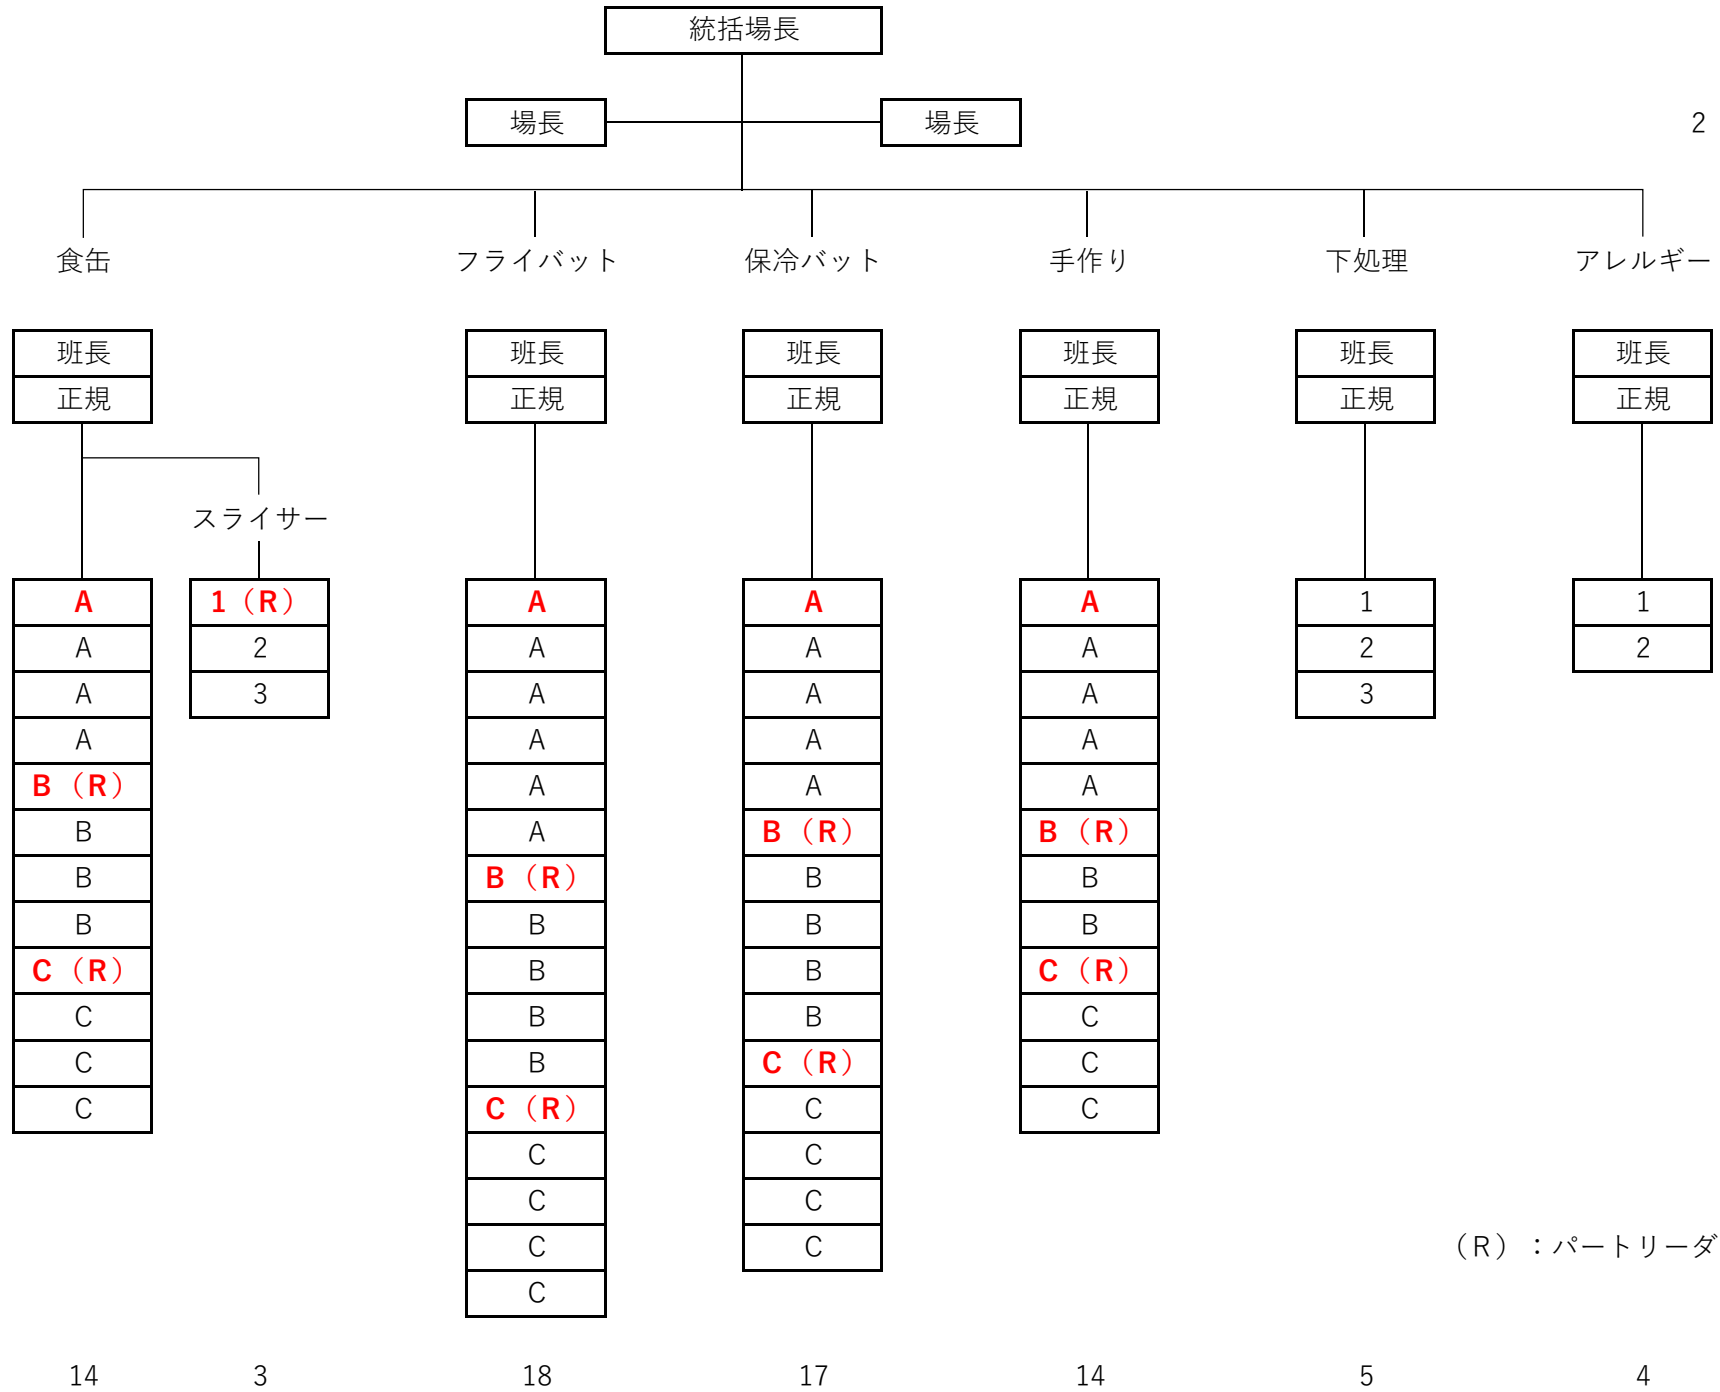 統括場長
場長 場長 2
食缶 フライバット 保冷バット 手作り 下処理 アレルギー
班長 班長 班長 班長 班長 班長
正規 正規 正規 正規 正規 正規
スライサー
A 1（R） A A A 1 1
A 2 A A A 2 2
A 3 A A A 3
A A A A
B（R） A A A
B A B（R） B（R）
B B（R） B B
B B B B
C（R） B B C（R）
C B B C
C B C（R） C
C C（R） C C
C C
C C
C C
C
（R）：パートリーダ
14 3 18 17 14 5 4